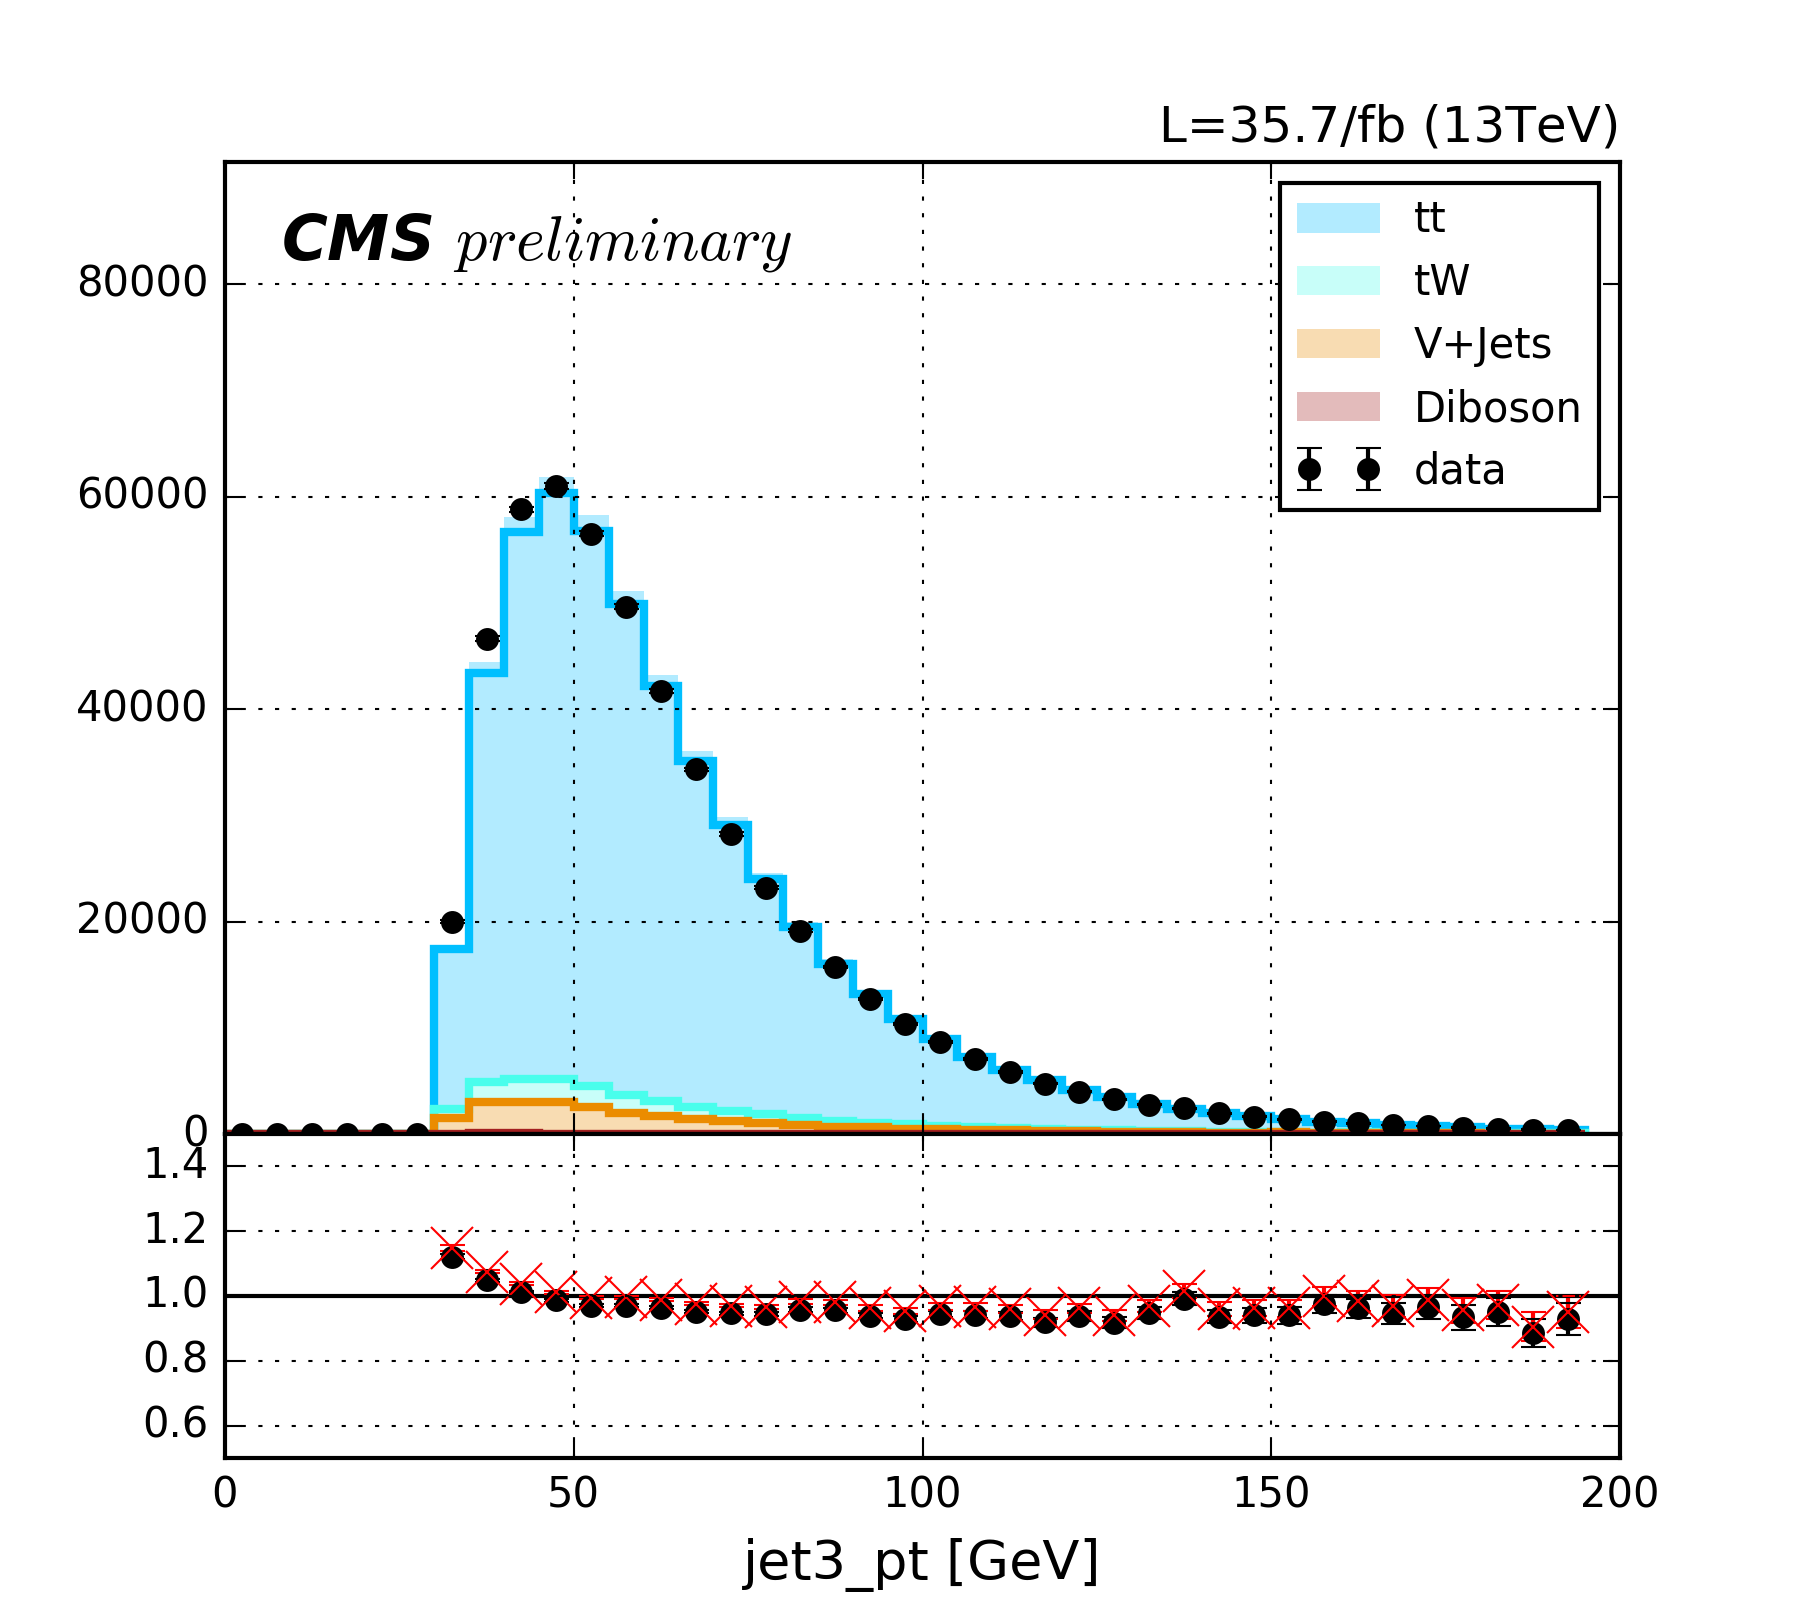 L=35.7/fb (13TeV)
CMS preliminary
tt
tW
V+Jets
Diboson
data
80000
60000
40000
20000
0
1.4
1.2
1.0
0.8
0.6
0 50 100 150 200
jet3_pt [GeV]